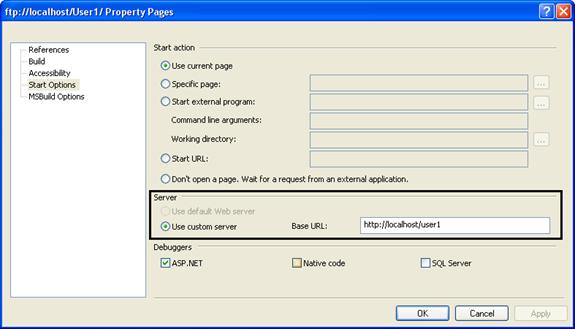 ftp://localhost/User1/ Property Pages
References
Build
Accessibility
Start Options
MSBuild Options
Start action
Use current page
Specific page:
...
Start external program:
...
Command line arguments:
Working directory:
...
Start URL:
Don't open a page. Wait for a request from an external application.
Server
Use default Web server
Use custom server Base URL: http://localhost/user1
Debuggers
ASP.NET Native code SQL Server
OK Cancel Apply